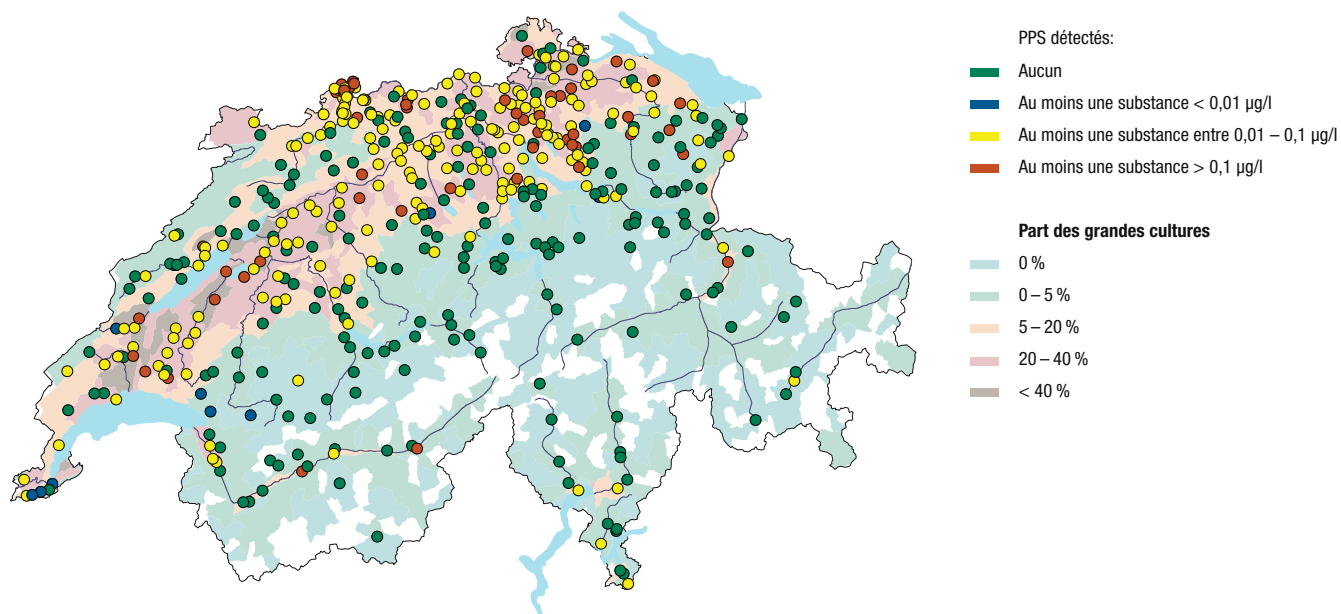 PPS détectés:
Aucun
Au moins une substance < 0,01 µg/l
Au moins une substance entre 0,01 – 0,1 µg/l
Au moins une substance > 0,1 µg/l
Part des grandes cultures
0 %
0 – 5 %
5 – 20 %
20 – 40 %
< 40 %